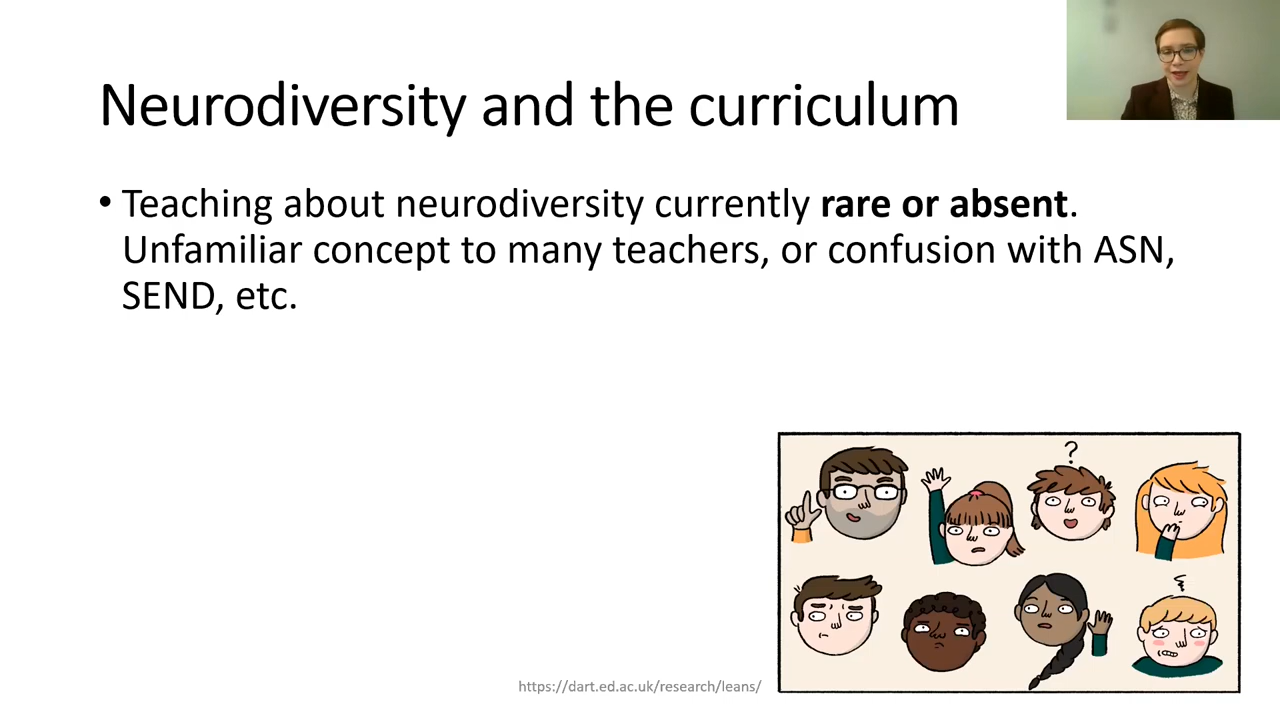 Neurodiversity and the curriculum
• Teaching about neurodiversity currently rare or absent.
Unfamiliar concept to many teachers, or confusion with ASN,
SEND, etc.
?
https://dart.ed.ac.uk/research/leans/